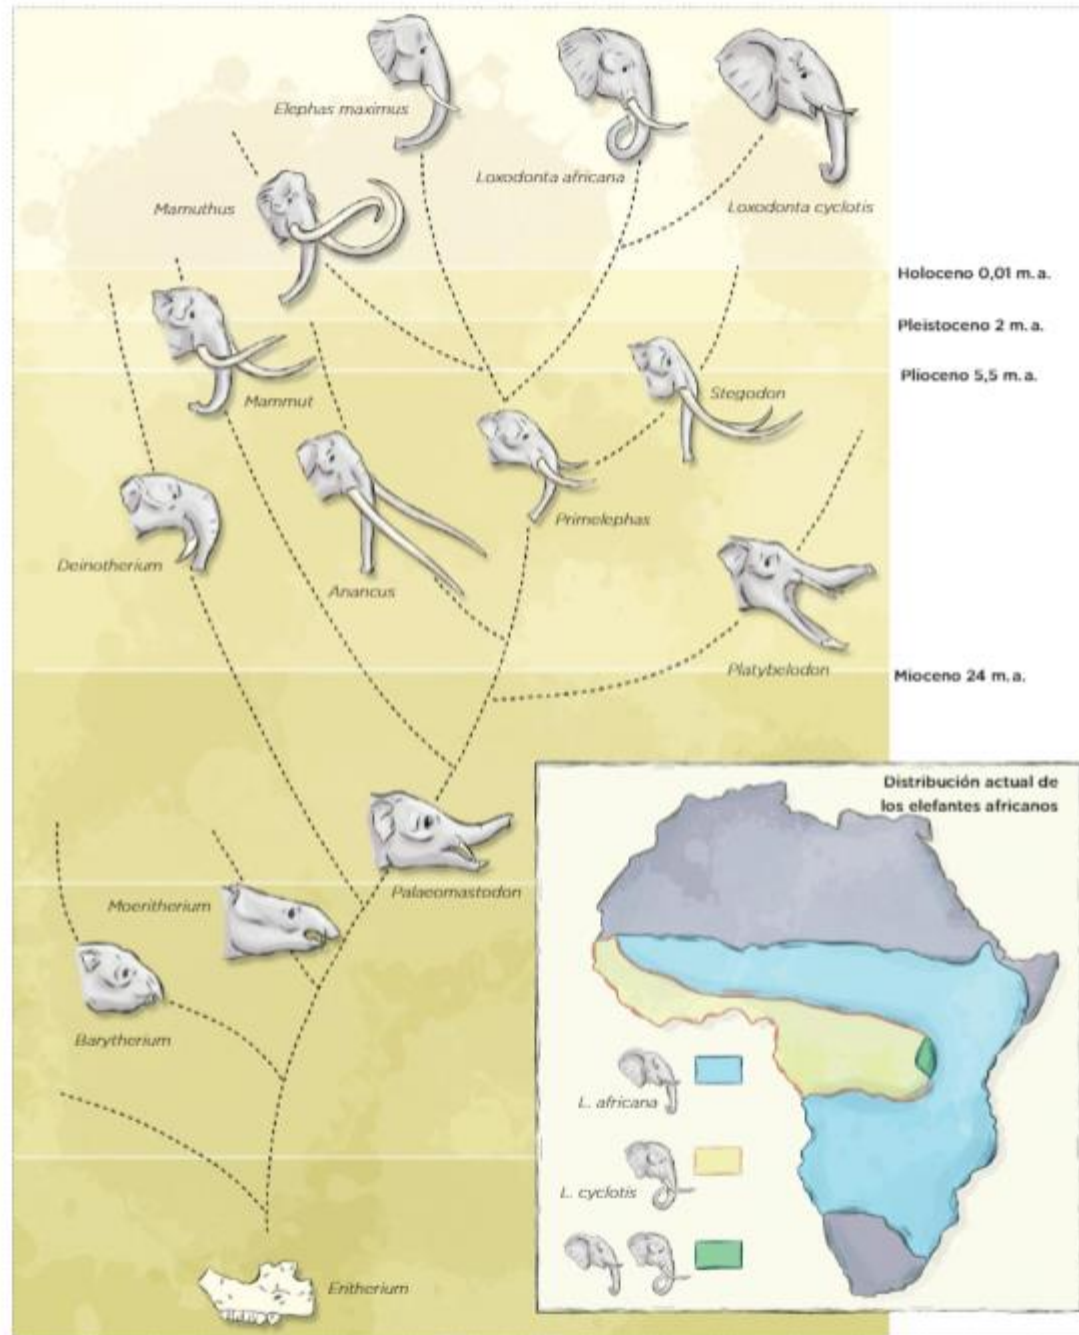 Elephas maximus
Loxodonta africana
Loxodonta cyclotis
Mamuthus
Holoceno 0,01 m. a.
Pleistoceno 2 m. a.
Plioceno 5,5 m. a.
Mammut
Stegodon
Primelephas
Deinotherium
Anancus
Platybelodon
Mioceno 24 m. a.
Distribución actual de
los elefantes africanos
Palaeomastodon
Moeritherium
Barytherium
L. africana
L. cyclotis
Eritherium